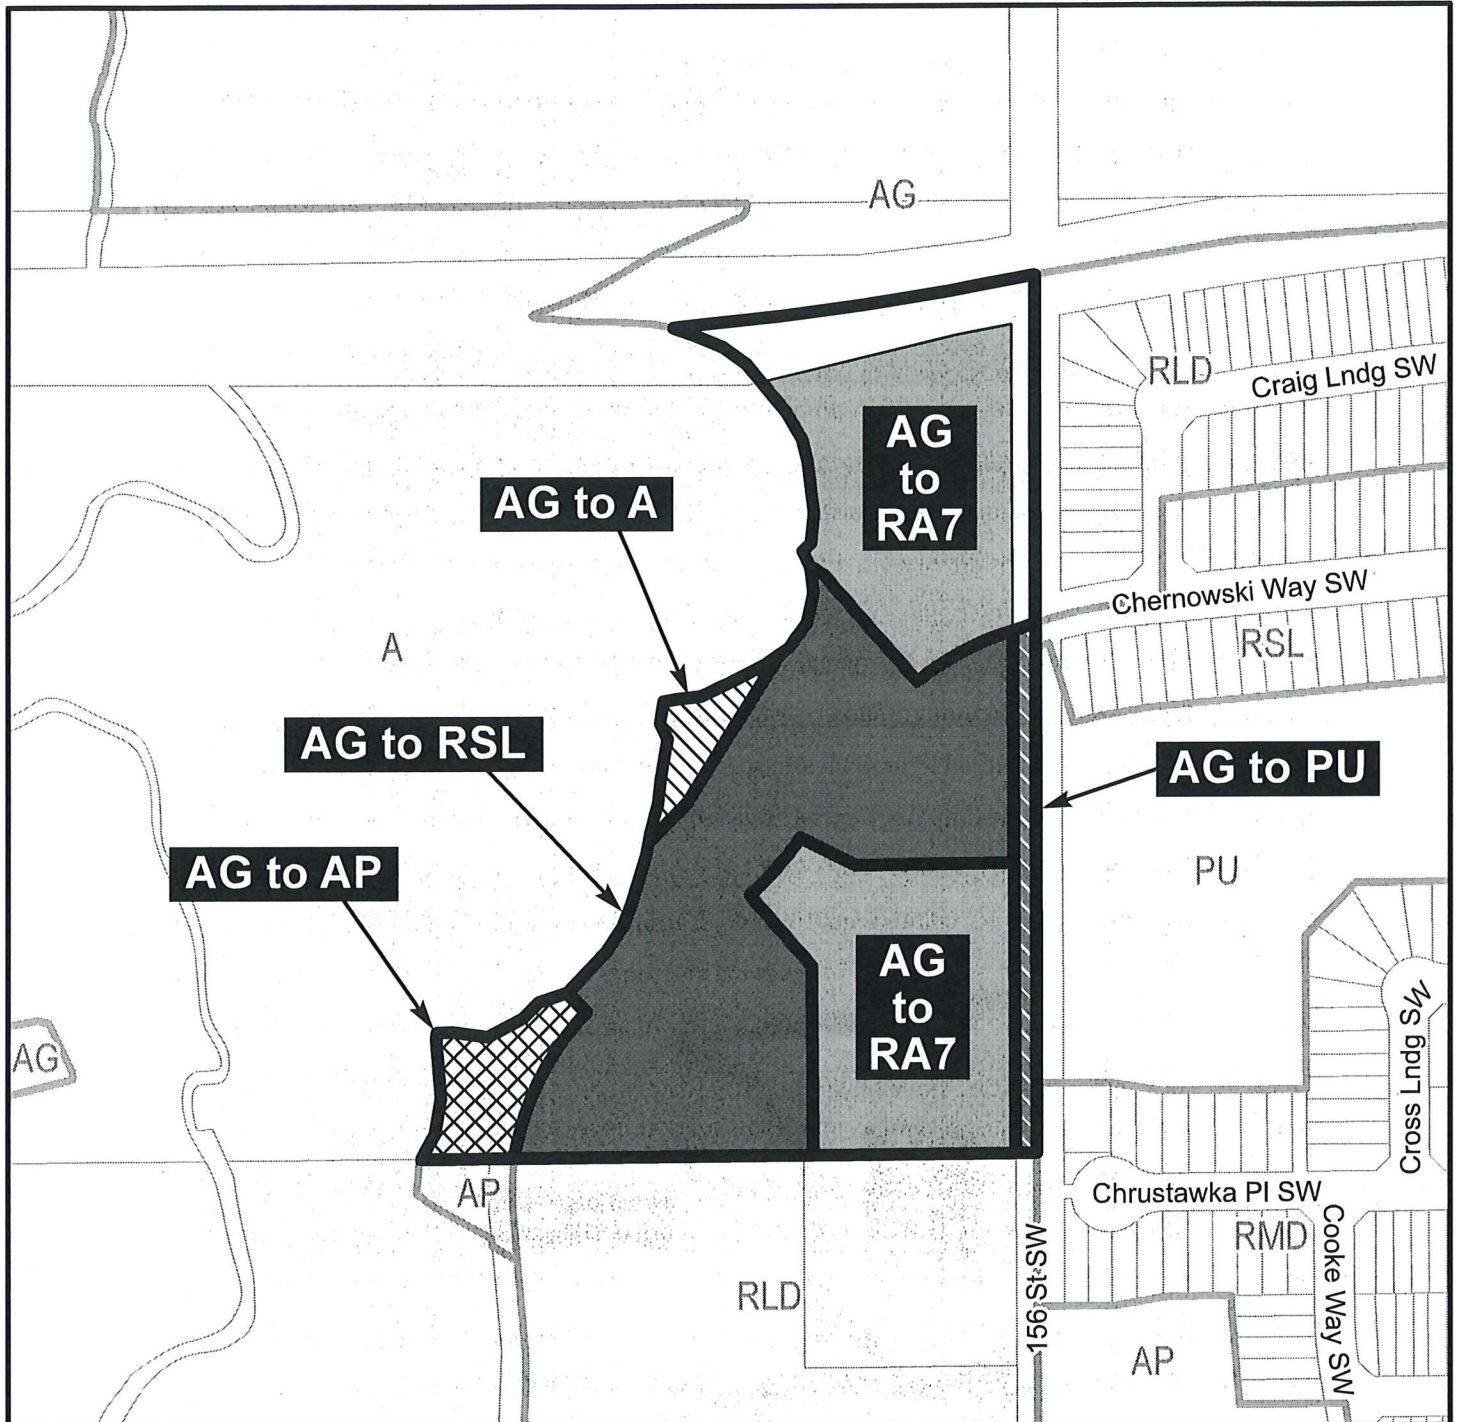 AG
RLD
Craig Lndg SW
AG
to
RA7
AG to A
Chernowski Way SW
RSL
A
AG to RSL
AG to PU
AG to AP
PU
AG
to
RA7
AG
Cross Lndg SW
AP
Chrustawka Pl SW
RMD
Cooke Way SW
RLD
156 St SW
AP